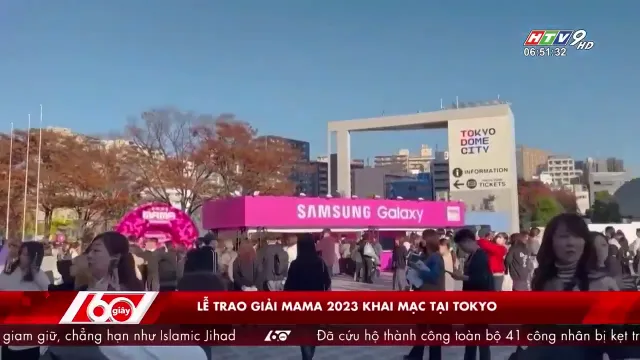 HTV9 HD
06:51:32
TOKYO
DOME
CITY
INFORMATION
TICKETS
SAMSUNG Galaxy
MAMA
60 giây
LỄ TRAO GIẢI MAMA 2023 KHAI MẠC TẠI TOKYO
i giam giữ, chẳng hạn như Islamic Jihad
60
Đã cứu hộ thành công toàn bộ 41 công nhân bị kẹt t